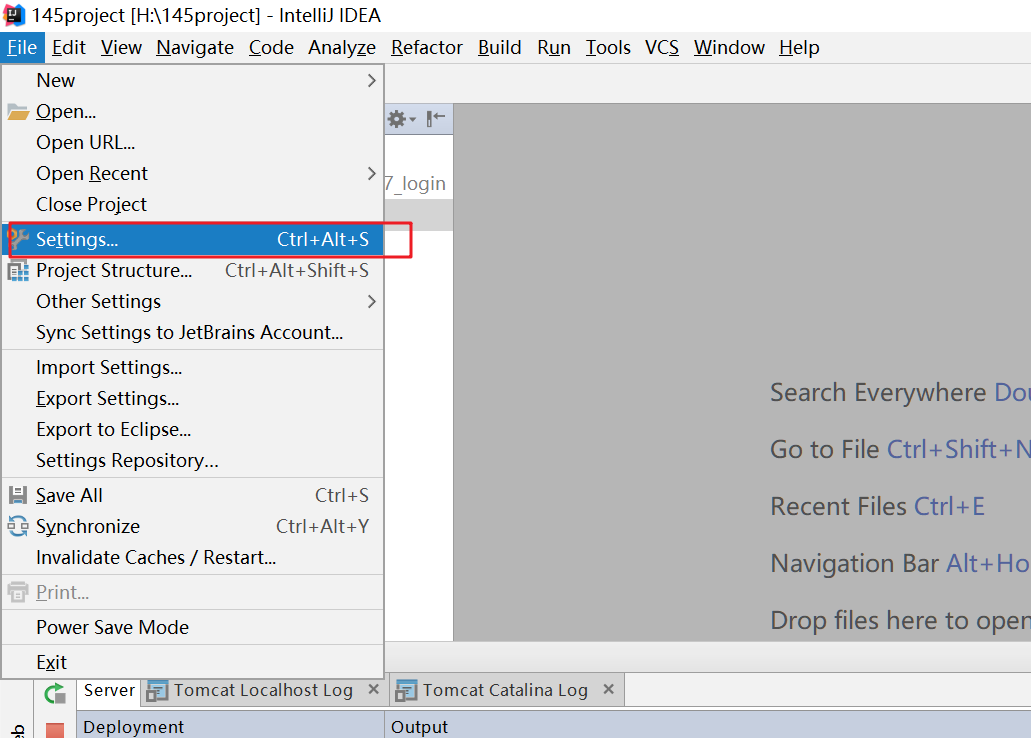 145project [H:\145project] - IntelliJ IDEA
File Edit View Navigate Code Analyze Refactor Build Run Tools VCS Window Help
New
Open...
Open URL...
Open Recent
7_login
Close Project
Settings... Ctrl+Alt+S
Project Structure... Ctrl+Alt+Shift+S
Other Settings
Sync Settings to JetBrains Account...
Import Settings...
Export Settings...
Export to Eclipse...
Settings Repository...
Save All Ctrl+S
Synchronize Ctrl+Alt+Y
Invalidate Caches / Restart...
Print...
Power Save Mode
Exit
Search Everywhere Dou
Go to File Ctrl+Shift+N
Recent Files Ctrl+E
Navigation Bar Alt+Ho
Drop files here to open
Server Tomcat Localhost Log Tomcat Catalina Log
Deployment Output
eb